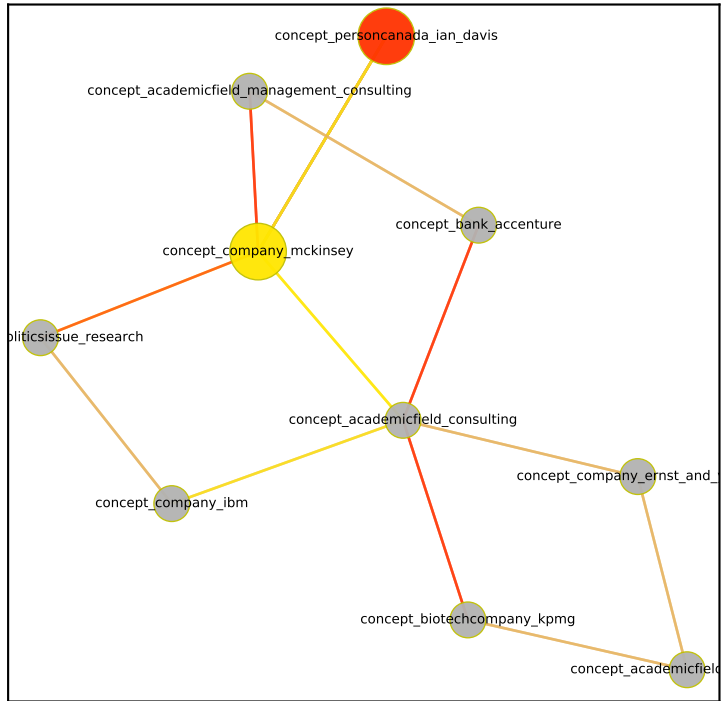 concept_personcanada_ian_davis
concept_academicfield_management_consulting
concept_bank_accenture
concept_company_mckinsey
oliticsissue_research
concept_academicfield_consulting
concept_company_ernst_and_
concept_company_ibm
concept_biotechcompany_kpmg
concept_academicfield